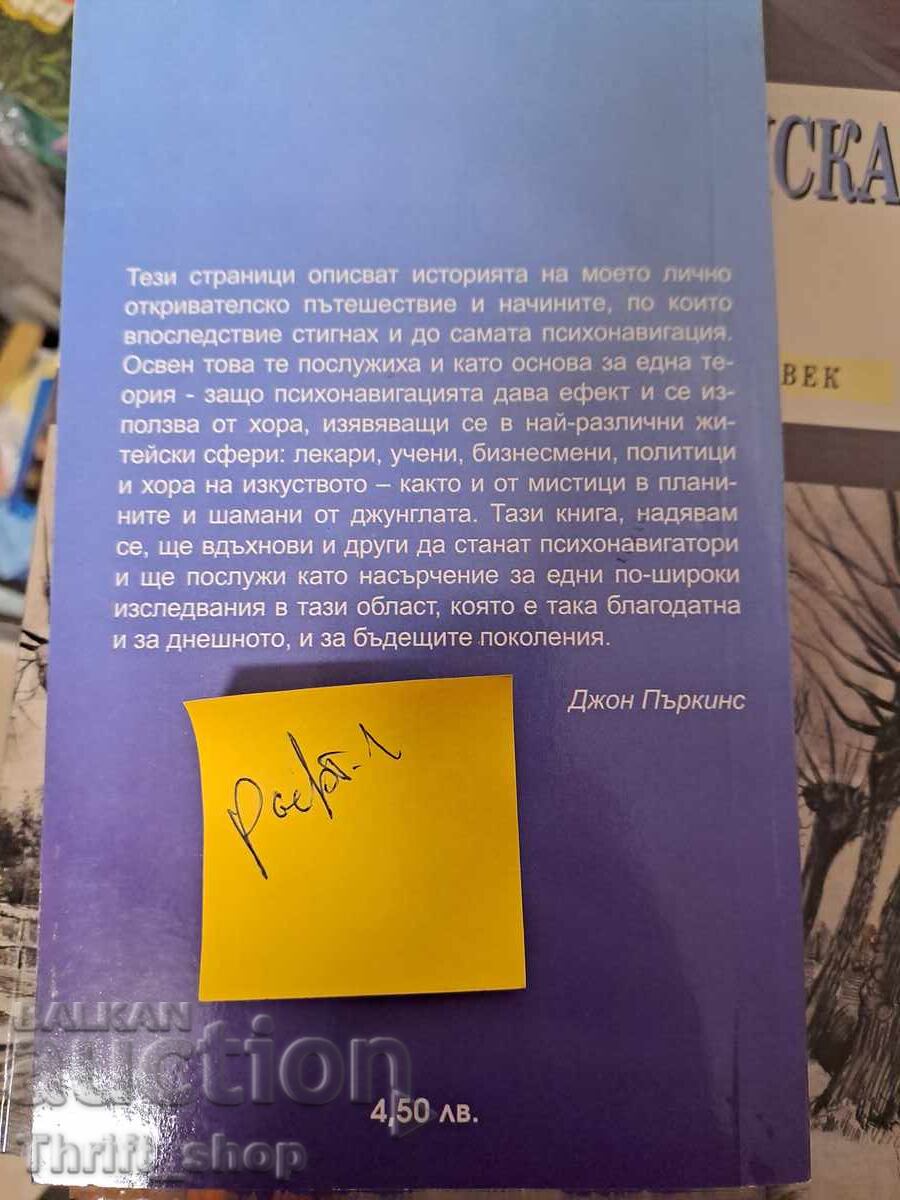 ИСКА
ВЕК
Тези страници описват историята на моето лично
откривателско пътешествие и начините, по които
впоследствие стигнах и до самата психонавигация.
Освен това те послужиха и като основа за една те-
ория - защо психонавигацията дава ефект и се из-
ползва от хора, изявяващи се в най-различни жи-
тейски сфери: лекари, учени, бизнесмени, политици
и хора на изкуството – както и от мистици в плани-
ните и шамани от джунглата. Тази книга, надявам
се, ще вдъхнови и други да станат психонавигатори
и ще послужи като насърчение за едни по-широки
изследвания в тази област, която е така благодатна
и за днешното, и за бъдещите поколения.
Джон Пъркинс
BALKAN
auction
4,50 лв.
Thrift_shop